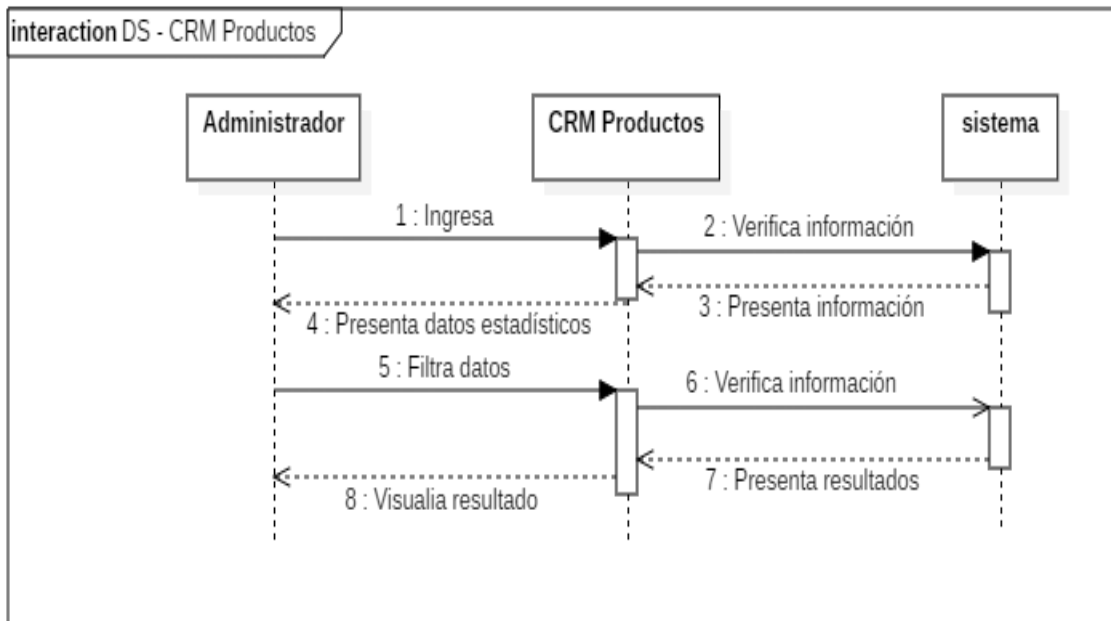 interaction DS - CRM Productos
Administrador
CRM Productos
sistema
1 : Ingresa
2 : Verifica información
3 : Presenta información
4 : Presenta datos estadísticos
5 : Filtra datos
6 : Verifica información
7 : Presenta resultados
8 : Visualia resultado